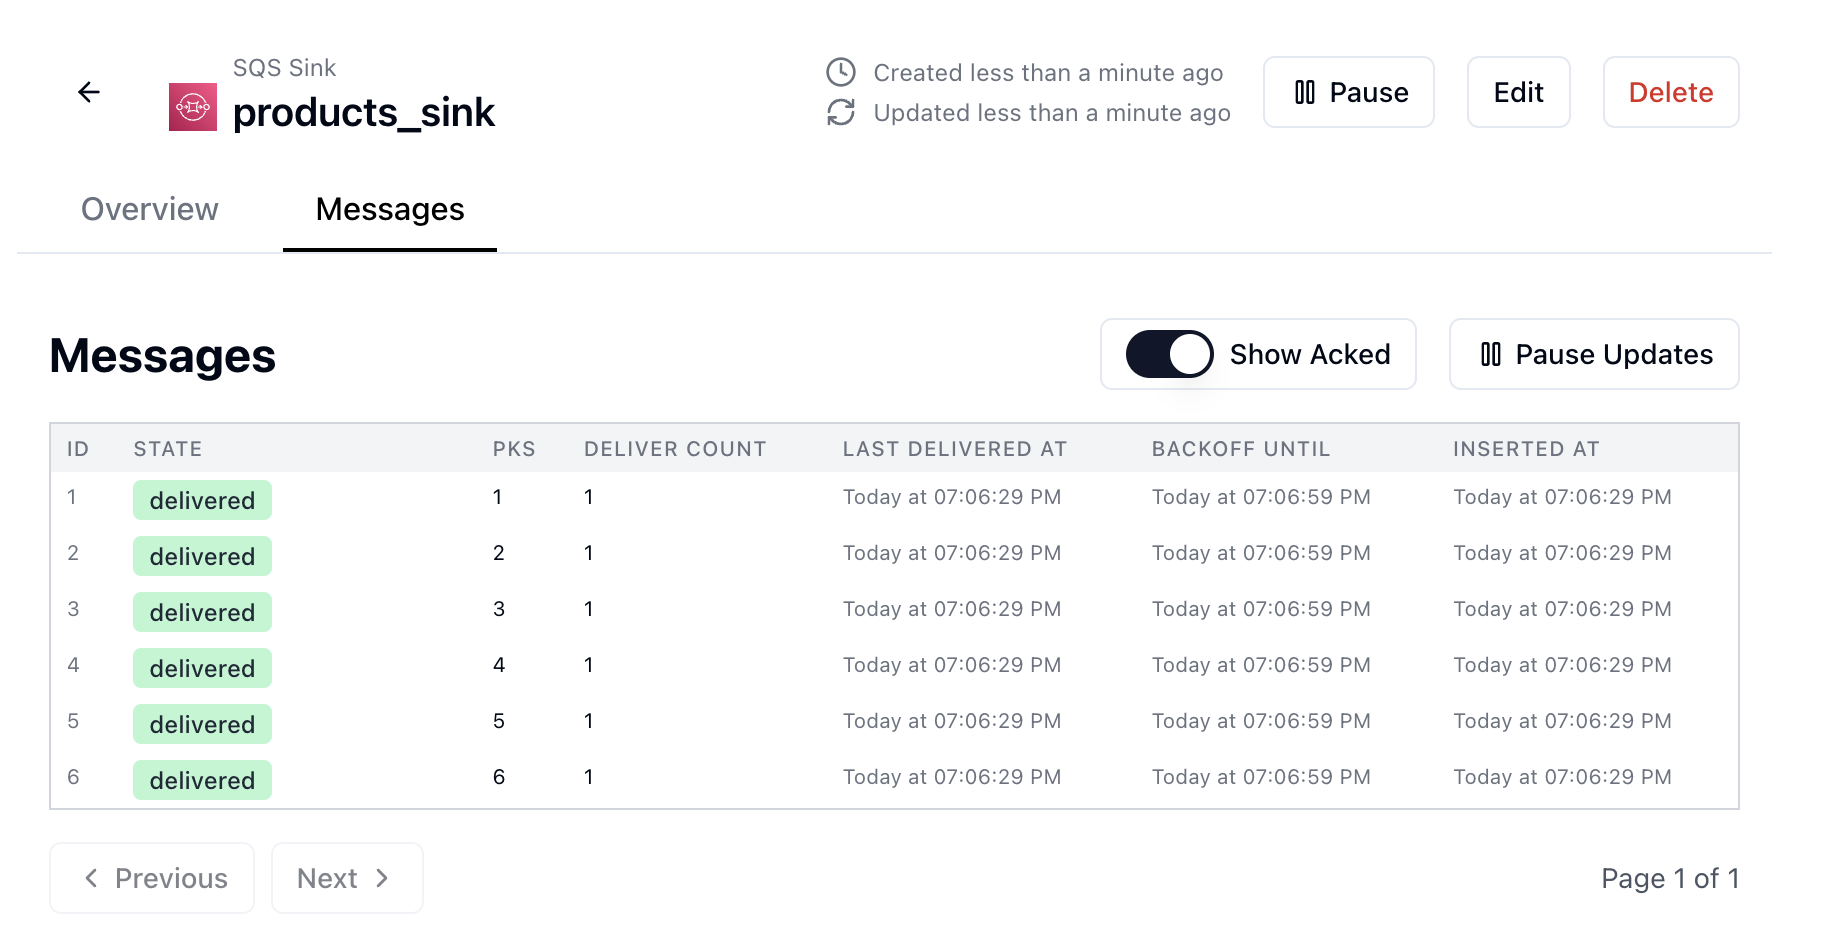 SQS Sink
products_sink
Created less than a minute ago
Updated less than a minute ago
Pause
Edit
Delete
Overview Messages
Messages
Show Acked
Pause Updates
ID STATE PKS DELIVER COUNT LAST DELIVERED AT BACKOFF UNTIL INSERTED AT
1 delivered 1 1 Today at 07:06:29 PM Today at 07:06:59 PM Today at 07:06:29 PM
2 delivered 2 1 Today at 07:06:29 PM Today at 07:06:59 PM Today at 07:06:29 PM
3 delivered 3 1 Today at 07:06:29 PM Today at 07:06:59 PM Today at 07:06:29 PM
4 delivered 4 1 Today at 07:06:29 PM Today at 07:06:59 PM Today at 07:06:29 PM
5 delivered 5 1 Today at 07:06:29 PM Today at 07:06:59 PM Today at 07:06:29 PM
6 delivered 6 1 Today at 07:06:29 PM Today at 07:06:59 PM Today at 07:06:29 PM
Previous Next Page 1 of 1